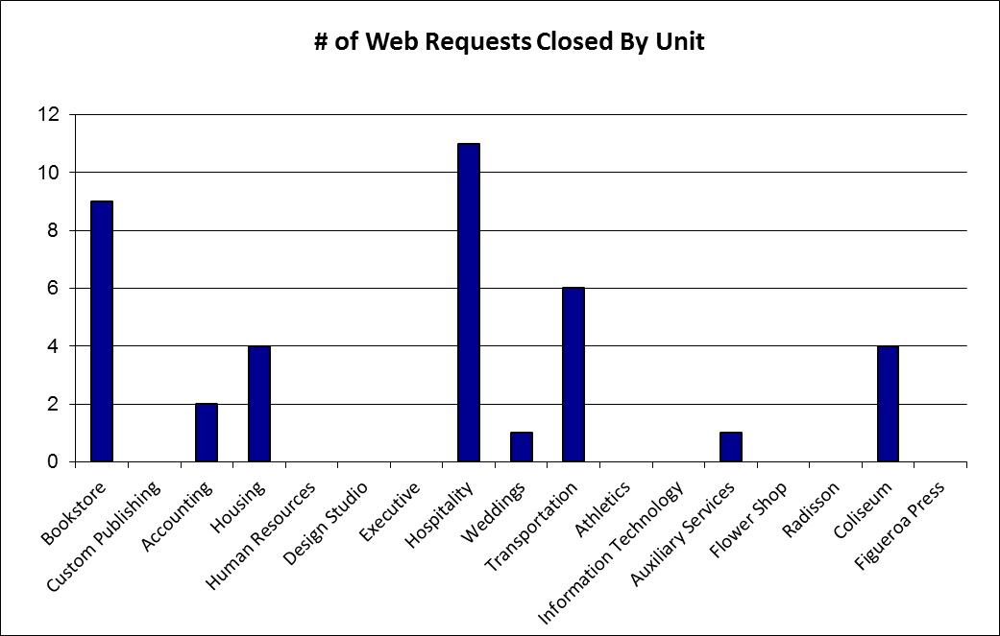 # of Web Requests Closed By Unit
12
10
8
6
4
2
0
Bookstore
Custom Publishing
Accounting
Housing
Human Resources
Design Studio
Executive
Hospitality
Weddings
Transportation
Athletics
Information Technology
Auxiliary Services
Flower Shop
Radisson
Coliseum
Figueroa Press